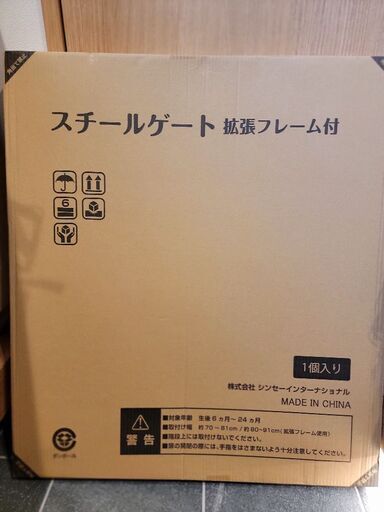 スチールゲート 拡張フレーム付
6
1個入り
株式会社 シンセーインターナショナル
MADE IN CHINA
警告
■対象年齢 生後6ヵ月～24ヵ月
■取付け幅 約70～81cm / 約80～91cm(拡張フレーム使用)
■階段上には取付けないでください。
■扉の開閉の際には、手指をはさまないよう十分注意してください。
ダンボール